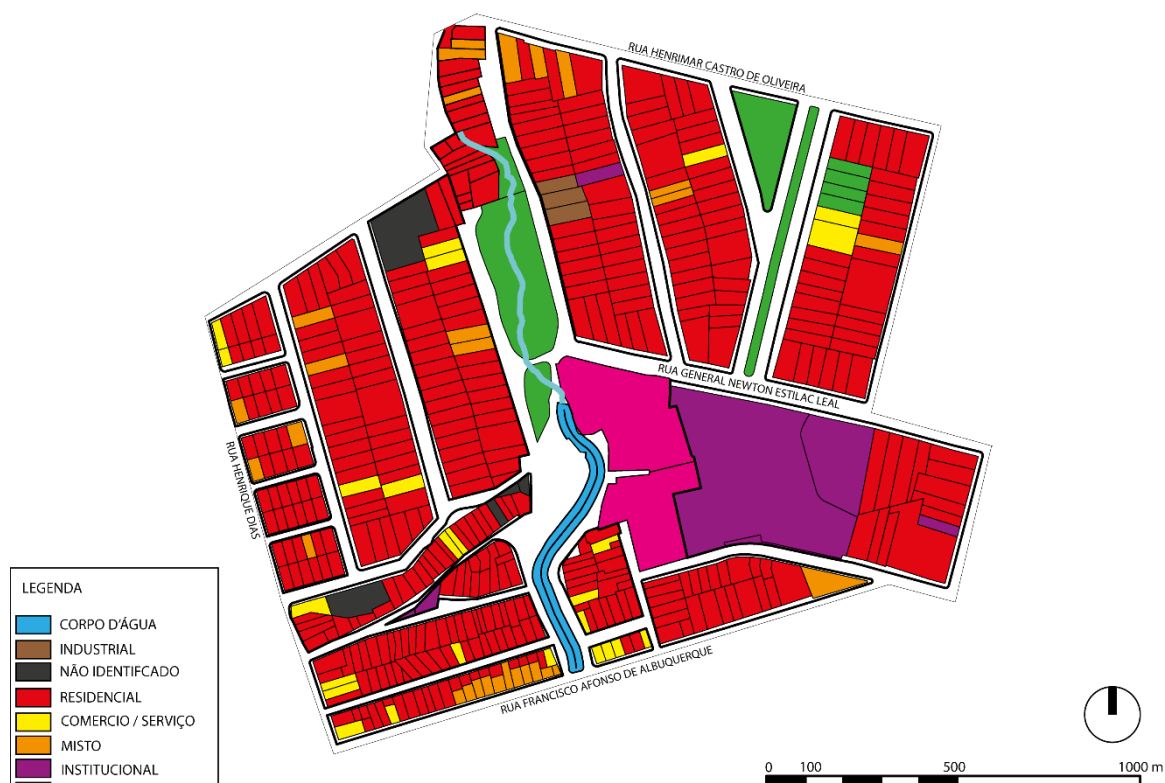 RUA HENRIMAR CASTRO DE OLIVEIRA
RUA GENERAL NEWTON ESTILAC LEAL
RUA HENRIQUE DIAS
RUA FRANCISCO AFONSO DE ALBUQUERQUE
LEGENDA
CORPO D'ÁGUA
INDUSTRIAL
NÃO IDENTIFCADO
RESIDENCIAL
COMERCIO / SERVIÇO
MISTO
INSTITUCIONAL
0 100 500 1000 m